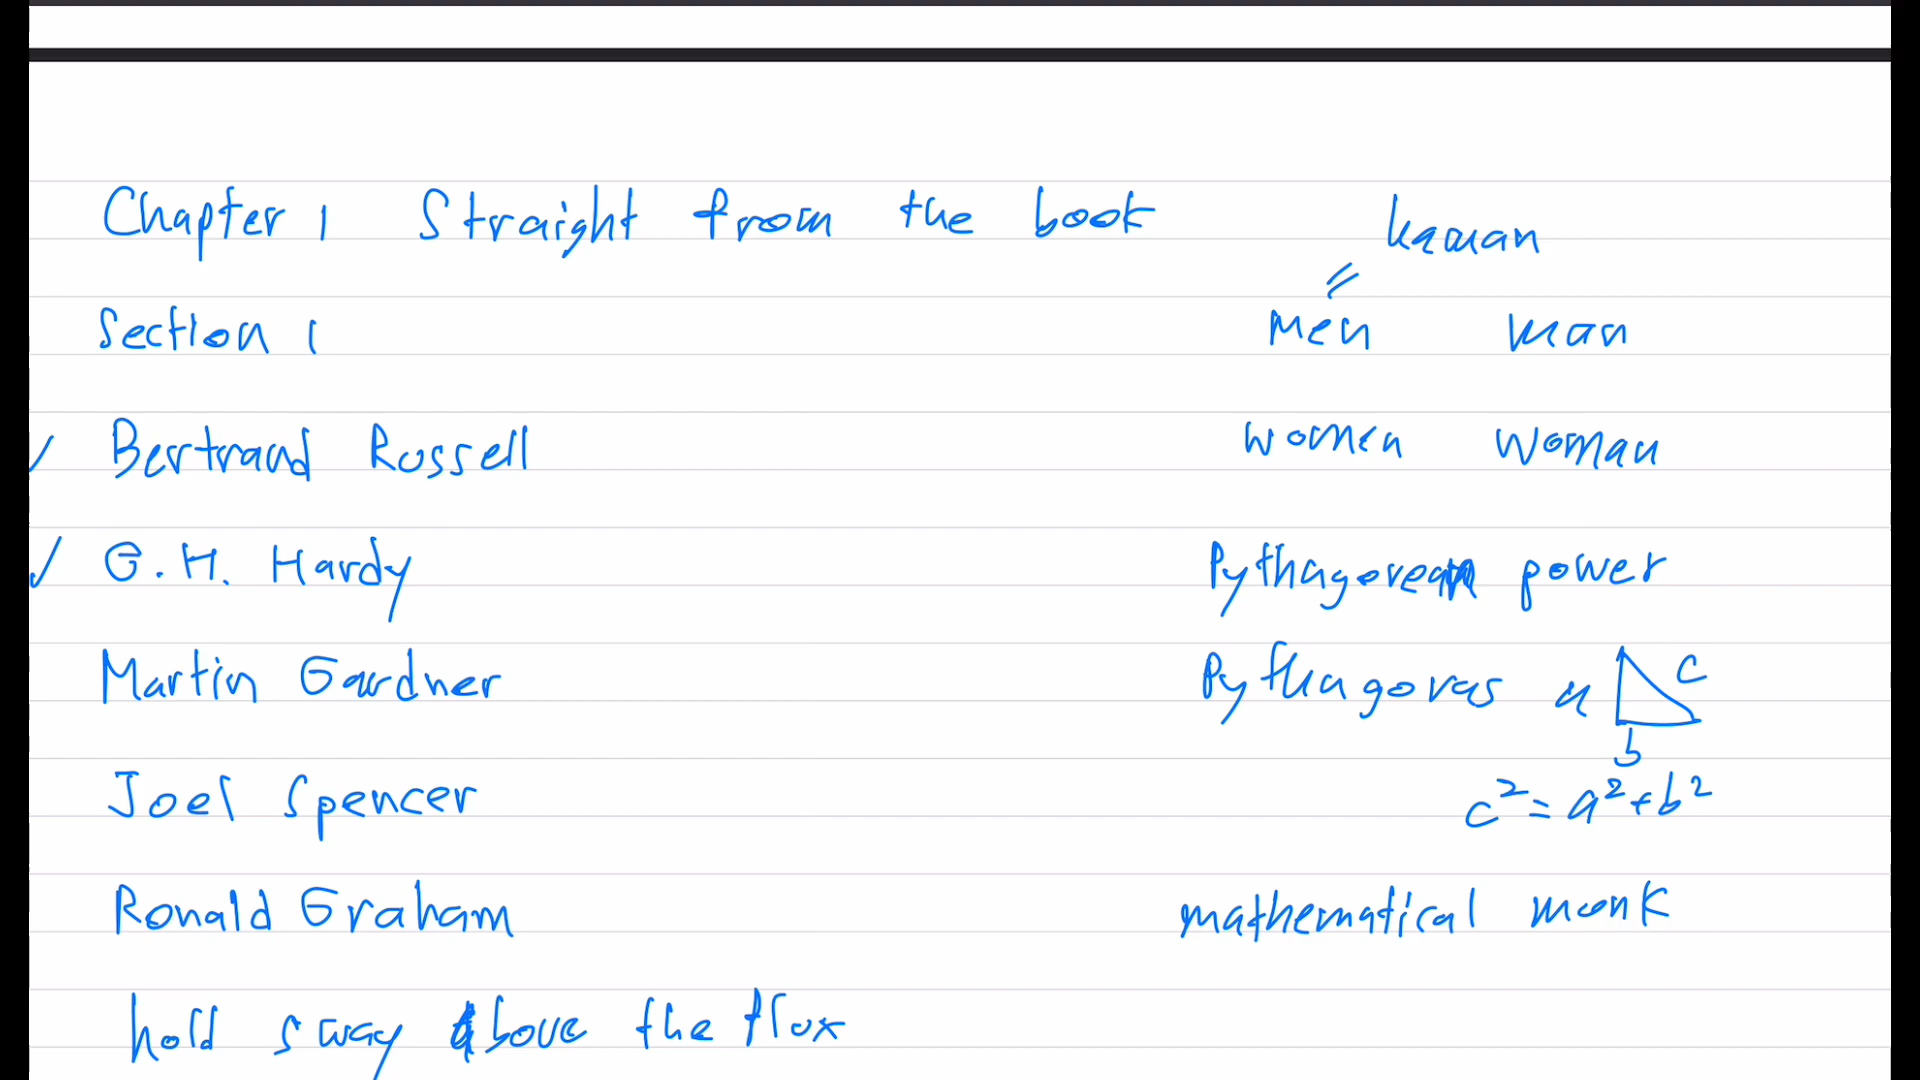 Chapter 1 Straight from the book
Section 1
Bertrand Russell
G.H. Hardy
Martin Gardner
Joel Spencer
Ronald Graham
hold sway above the flux
men man
women woman
Pythagorean power
Pythagoras a c
b
c² = a² + b²
mathematical monk